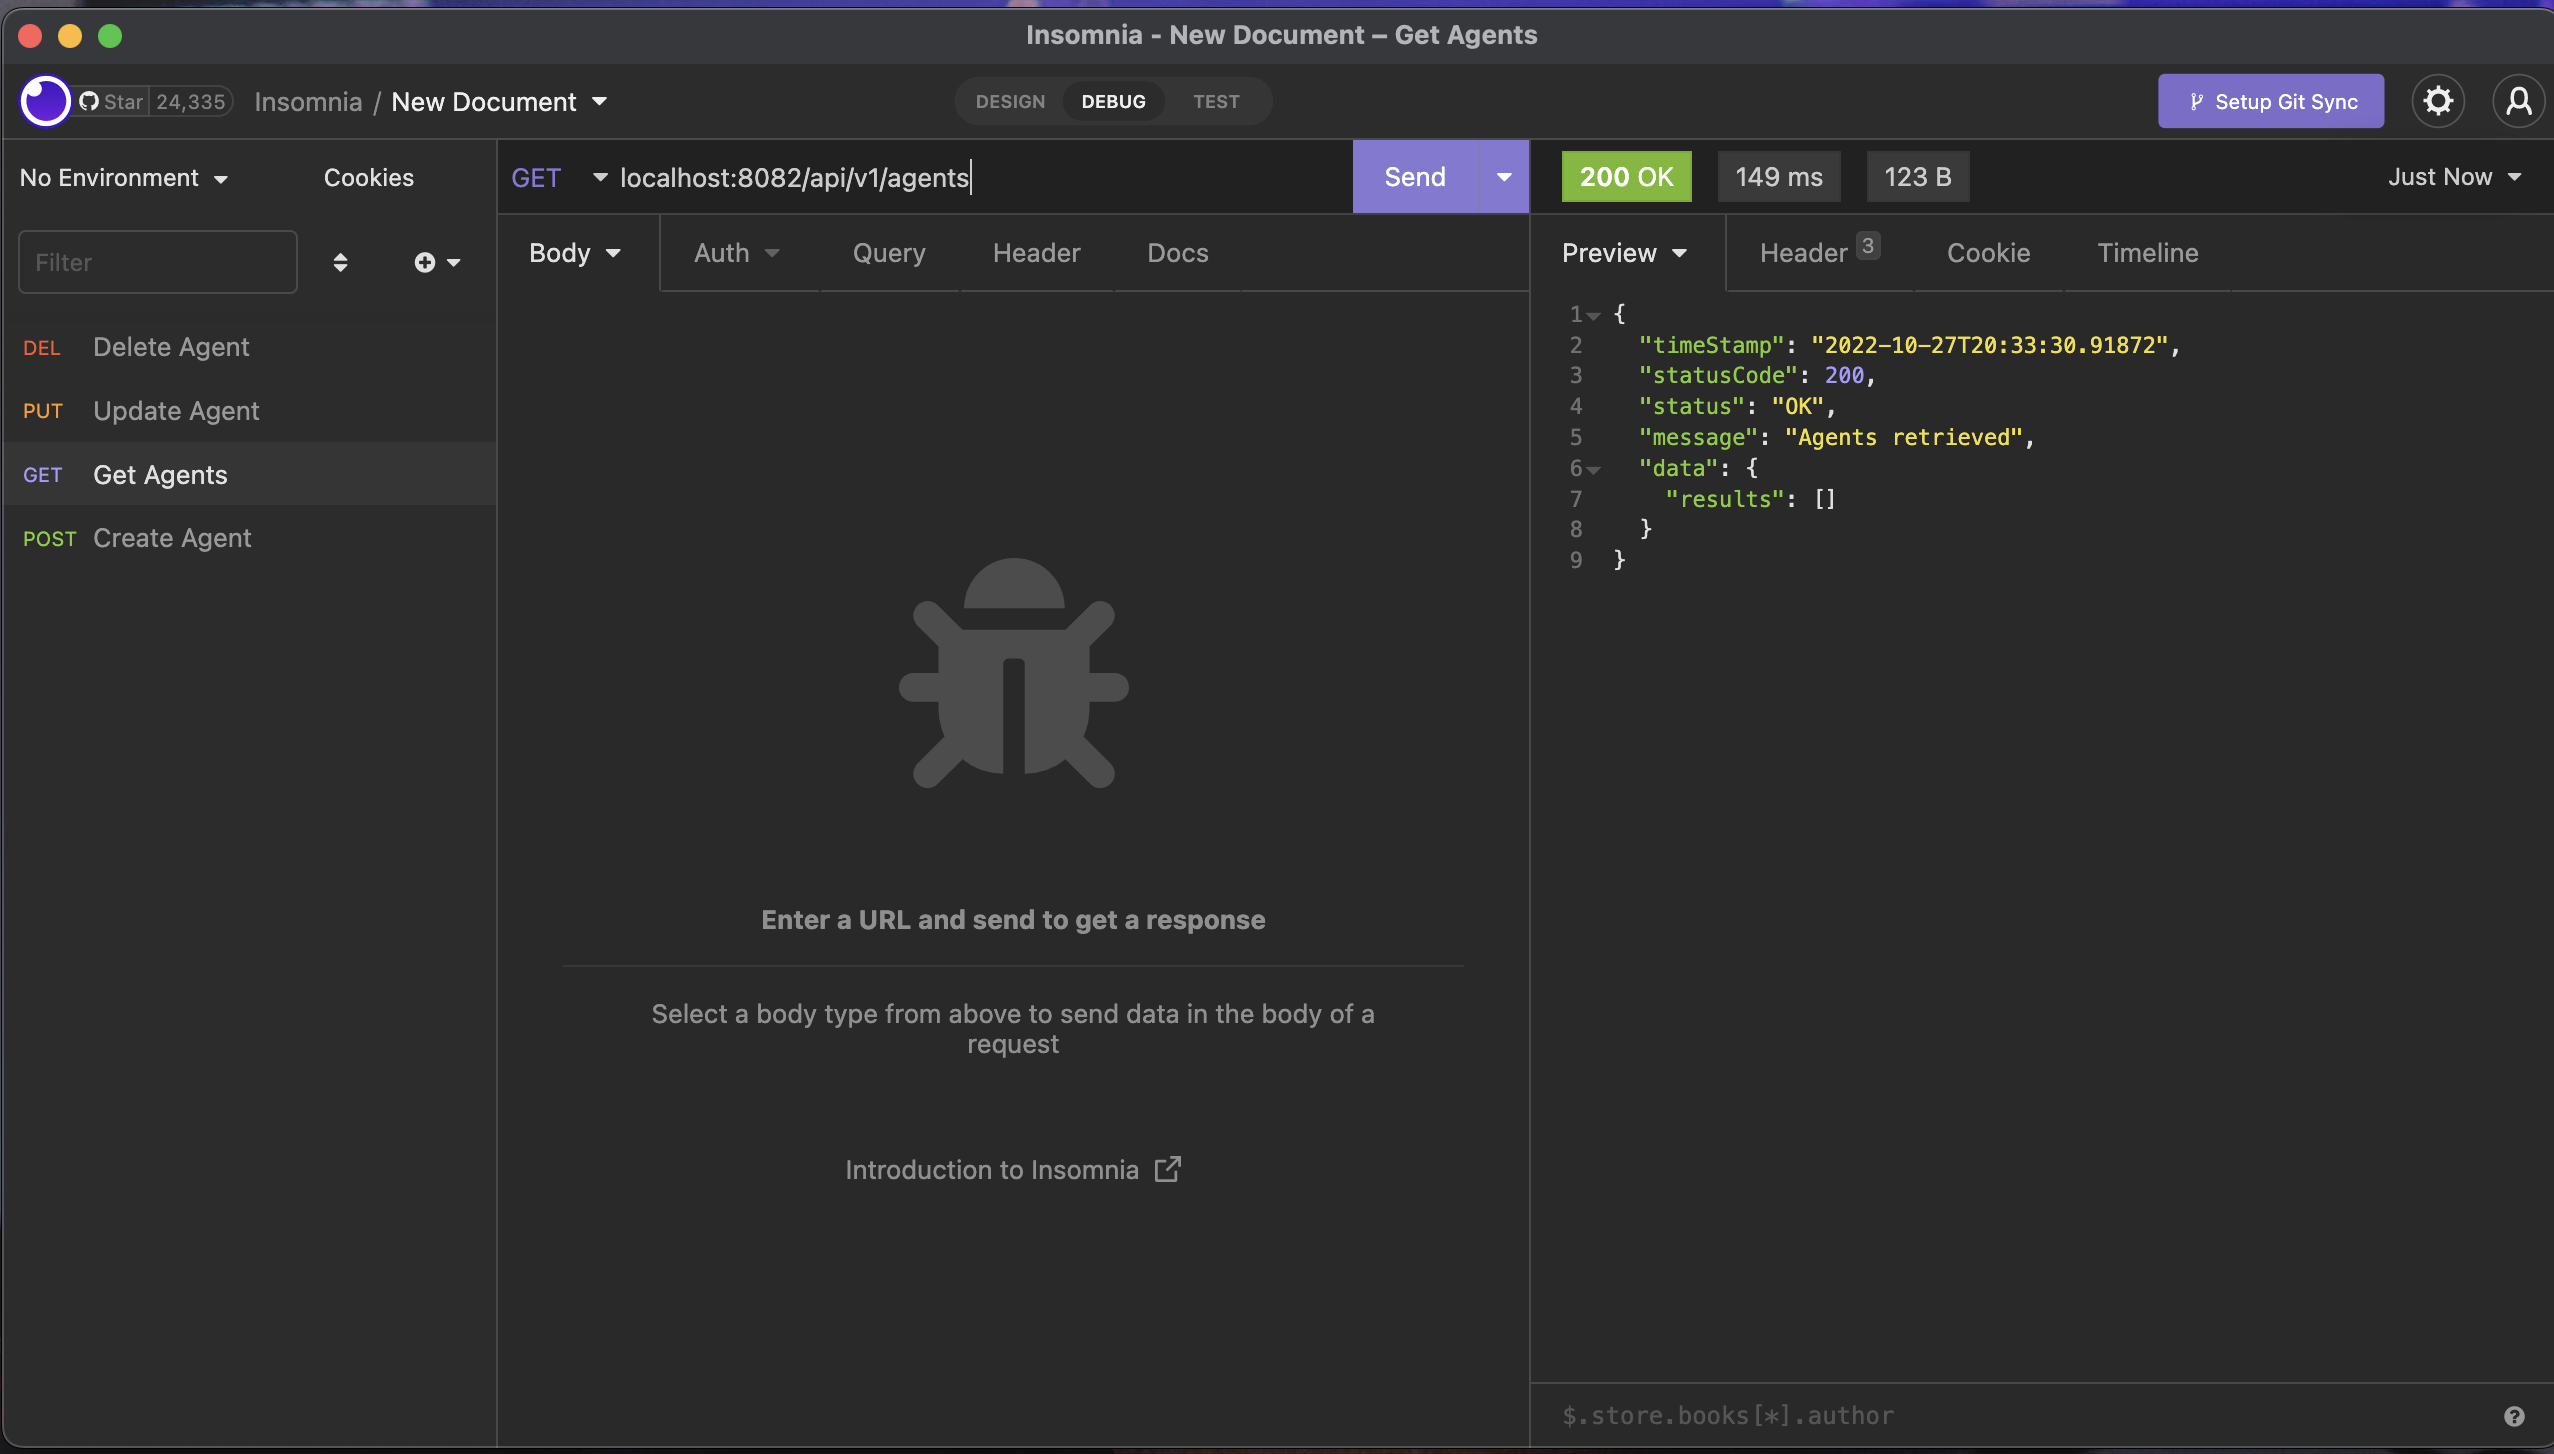 Insomnia - New Document – Get Agents
Star 24,335
Insomnia / New Document
DESIGN DEBUG TEST
Setup Git Sync
No Environment
Cookies
GET localhost:8082/api/v1/agents
Send
200 OK
149 ms
123 B
Just Now
Filter
DEL Delete Agent
PUT Update Agent
GET Get Agents
POST Create Agent
Body Auth Query Header Docs
Enter a URL and send to get a response
Select a body type from above to send data in the body of a
request
Introduction to Insomnia
Preview Header 3 Cookie Timeline
1 {
2 "timeStamp": "2022-10-27T20:33:30.91872",
3 "statusCode": 200,
4 "status": "OK",
5 "message": "Agents retrieved",
6 "data": {
7 "results": []
8 }
9 }
$.store.books[*].author